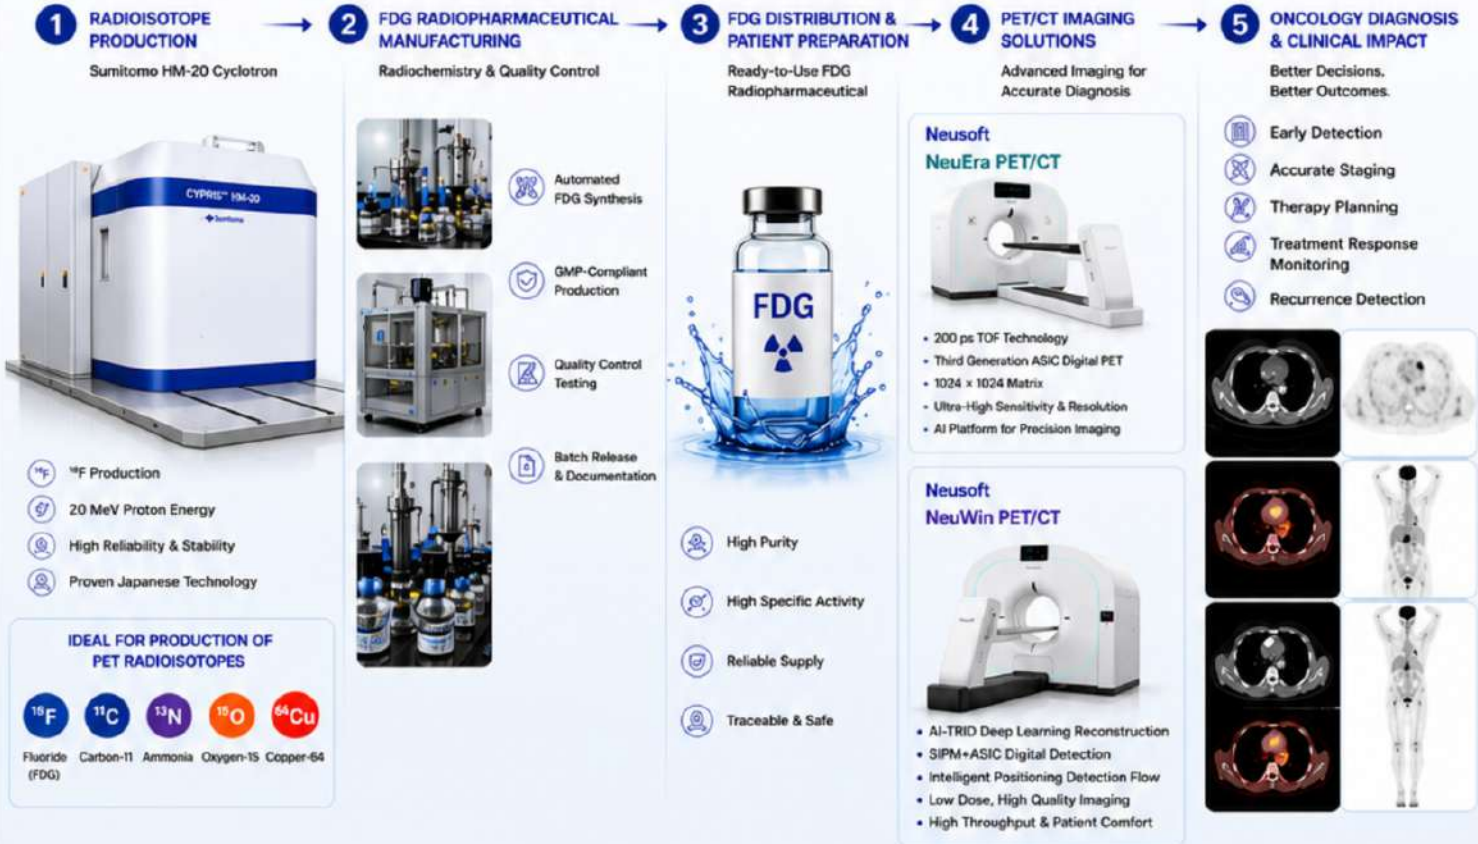 1
RADIOISOTOPE
PRODUCTION
Sumitomo HM-20 Cyclotron
CYPRIS™ HM-20
Sumitomo
¹⁸F
¹⁸F Production
20 MeV Proton Energy
High Reliability & Stability
Proven Japanese Technology
IDEAL FOR PRODUCTION OF
PET RADIOISOTOPES
¹⁸F
¹¹C
¹³N
¹⁵O
⁶⁴Cu
Fluoride
(FDG)
Carbon-11
Ammonia
Oxygen-15
Copper-64
2
FDG RADIOPHARMACEUTICAL
MANUFACTURING
Radiochemistry & Quality Control
Automated
FDG Synthesis
GMP-Compliant
Production
Quality Control
Testing
Batch Release
& Documentation
3
FDG DISTRIBUTION &
PATIENT PREPARATION
Ready-to-Use FDG
Radiopharmaceutical
FDG
High Purity
High Specific Activity
Reliable Supply
Traceable & Safe
4
PET/CT IMAGING
SOLUTIONS
Advanced Imaging for
Accurate Diagnosis
Neusoft
NeuEra PET/CT
• 200 ps TOF Technology
• Third Generation ASIC Digital PET
• 1024 × 1024 Matrix
• Ultra-High Sensitivity & Resolution
• AI Platform for Precision Imaging
Neusoft
NeuWin PET/CT
• AI-TRID Deep Learning Reconstruction
• SIPM+ASIC Digital Detection
• Intelligent Positioning Detection Flow
• Low Dose, High Quality Imaging
• High Throughput & Patient Comfort
5
ONCOLOGY DIAGNOSIS
& CLINICAL IMPACT
Better Decisions.
Better Outcomes.
Early Detection
Accurate Staging
Therapy Planning
Treatment Response
Monitoring
Recurrence Detection